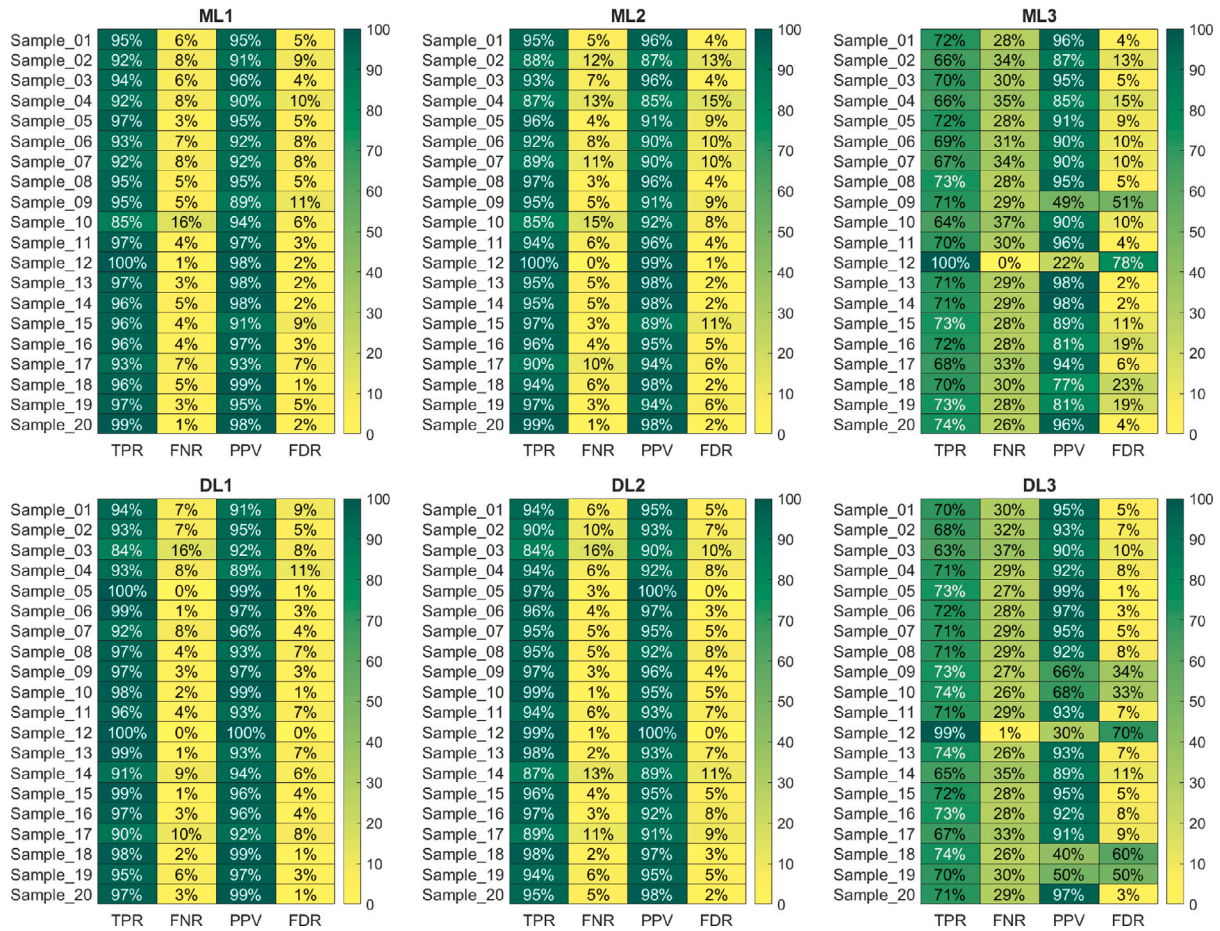 ML1 ML2 ML3
Sample_01 95% 6% 95% 5% 100 Sample_01 95% 5% 96% 4% 100 Sample_01 72% 28% 96% 4% 100
Sample_02 92% 8% 91% 9% 90 Sample_02 88% 12% 87% 13% 90 Sample_02 66% 34% 87% 13% 90
Sample_03 94% 6% 96% 4% Sample_03 93% 7% 96% 4% Sample_03 70% 30% 95% 5%
Sample_04 92% 8% 90% 10% 80 Sample_04 87% 13% 85% 15% 80 Sample_04 66% 35% 85% 15% 80
Sample_05 97% 3% 95% 5% Sample_05 96% 4% 91% 9% Sample_05 72% 28% 91% 9%
Sample_06 93% 7% 92% 8% 70 Sample_06 92% 8% 90% 10% 70 Sample_06 69% 31% 90% 10% 70
Sample_07 92% 8% 92% 8% Sample_07 89% 11% 90% 10% Sample_07 67% 34% 90% 10%
Sample_08 95% 5% 95% 5% 60 Sample_08 97% 3% 96% 4% 60 Sample_08 73% 28% 95% 5% 60
Sample_09 95% 5% 89% 11% Sample_09 95% 5% 91% 9% Sample_09 71% 29% 49% 51%
Sample_10 85% 16% 94% 6% 50 Sample_10 85% 15% 92% 8% 50 Sample_10 64% 37% 90% 10% 50
Sample_11 97% 4% 97% 3% Sample_11 94% 6% 96% 4% Sample_11 70% 30% 96% 4%
Sample_12 100% 1% 98% 2% 40 Sample_12 100% 0% 99% 1% 40 Sample_12 100% 0% 22% 78% 40
Sample_13 97% 3% 98% 2% Sample_13 95% 5% 98% 2% Sample_13 71% 29% 98% 2%
Sample_14 96% 5% 98% 2% 30 Sample_14 95% 5% 98% 2% 30 Sample_14 71% 29% 98% 2% 30
Sample_15 96% 4% 91% 9% Sample_15 97% 3% 89% 11% Sample_15 73% 28% 89% 11%
Sample_16 96% 4% 97% 3% 20 Sample_16 96% 4% 95% 5% 20 Sample_16 72% 28% 81% 19% 20
Sample_17 93% 7% 93% 7% Sample_17 90% 10% 94% 6% Sample_17 68% 33% 94% 6%
Sample_18 96% 5% 99% 1% 10 Sample_18 94% 6% 98% 2% 10 Sample_18 70% 30% 77% 23% 10
Sample_19 97% 3% 95% 5% Sample_19 97% 3% 94% 6% Sample_19 73% 28% 81% 19%
Sample_20 99% 1% 98% 2% 0 Sample_20 99% 1% 98% 2% 0 Sample_20 74% 26% 96% 4% 0
TPR FNR PPV FDR TPR FNR PPV FDR TPR FNR PPV FDR
DL1 DL2 DL3
Sample_01 94% 7% 91% 9% 100 Sample_01 94% 6% 95% 5% 100 Sample_01 70% 30% 95% 5% 100
Sample_02 93% 7% 95% 5% 90 Sample_02 90% 10% 93% 7% 90 Sample_02 68% 32% 93% 7% 90
Sample_03 84% 16% 92% 8% Sample_03 84% 16% 90% 10% Sample_03 63% 37% 90% 10%
Sample_04 93% 8% 89% 11% 80 Sample_04 94% 6% 92% 8% 80 Sample_04 71% 29% 92% 8% 80
Sample_05 100% 0% 99% 1% Sample_05 97% 3% 100% 0% Sample_05 73% 27% 99% 1%
Sample_06 99% 1% 97% 3% 70 Sample_06 96% 4% 97% 3% 70 Sample_06 72% 28% 97% 3% 70
Sample_07 92% 8% 96% 4% Sample_07 95% 5% 95% 5% Sample_07 71% 29% 95% 5%
Sample_08 97% 4% 93% 7% 60 Sample_08 95% 5% 92% 8% 60 Sample_08 71% 29% 92% 8% 60
Sample_09 97% 3% 97% 3% Sample_09 97% 3% 96% 4% Sample_09 73% 27% 66% 34%
Sample_10 98% 2% 99% 1% 50 Sample_10 99% 1% 95% 5% 50 Sample_10 74% 26% 68% 33% 50
Sample_11 96% 4% 93% 7% Sample_11 94% 6% 93% 7% Sample_11 71% 29% 93% 7%
Sample_12 100% 0% 100% 0% 40 Sample_12 99% 1% 100% 0% 40 Sample_12 99% 1% 30% 70% 40
Sample_13 99% 1% 93% 7% Sample_13 98% 2% 93% 7% Sample_13 74% 26% 93% 7%
Sample_14 91% 9% 94% 6% 30 Sample_14 87% 13% 89% 11% 30 Sample_14 65% 35% 89% 11% 30
Sample_15 99% 1% 96% 4% Sample_15 96% 4% 95% 5% Sample_15 72% 28% 95% 5%
Sample_16 97% 3% 96% 4% 20 Sample_16 97% 3% 92% 8% 20 Sample_16 73% 28% 92% 8% 20
Sample_17 90% 10% 92% 8% Sample_17 89% 11% 91% 9% Sample_17 67% 33% 91% 9%
Sample_18 98% 2% 99% 1% 10 Sample_18 98% 2% 97% 3% 10 Sample_18 74% 26% 40% 60% 10
Sample_19 95% 6% 97% 3% Sample_19 94% 6% 95% 5% Sample_19 70% 30% 50% 50%
Sample_20 97% 3% 99% 1% 0 Sample_20 95% 5% 98% 2% 0 Sample_20 71% 29% 97% 3% 0
TPR FNR PPV FDR TPR FNR PPV FDR TPR FNR PPV FDR